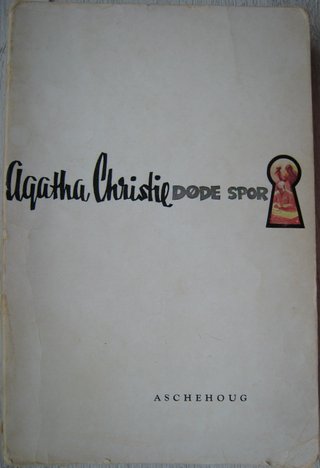 Agatha Christie DØDE SPOR
ASCHEHOUG